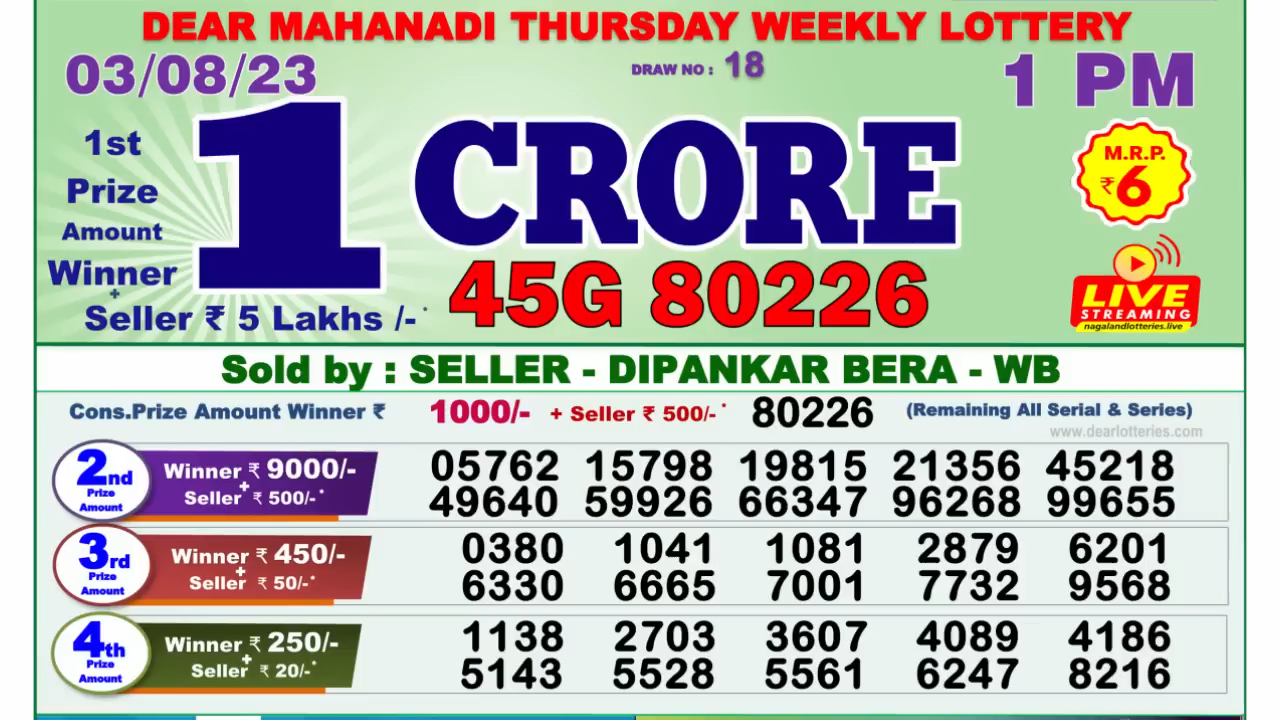 DEAR MAHANADI THURSDAY WEEKLY LOTTERY
03/08/23 DRAW NO : 18 1 PM
1st
Prize
Amount
Winner
+
Seller ₹ 5 Lakhs /-*
1 CRORE
45G 80226
M.R.P.
₹6
LIVE
STREAMING
nagalandlotteries.live
Sold by : SELLER - DIPANKAR BERA - WB
Cons.Prize Amount Winner ₹ 1000/- + Seller ₹ 500/-* 80226 (Remaining All Serial & Series)
www.dearlotteries.com
2nd
Prize
Amount
Winner ₹ 9000/-
+
Seller ₹ 500/-*
05762 15798 19815 21356 45218
49640 59926 66347 96268 99655
3rd
Prize
Amount
Winner ₹ 450/-
+
Seller ₹ 50/-*
0380 1041 1081 2879 6201
6330 6665 7001 7732 9568
4th
Prize
Amount
Winner ₹ 250/-
+
Seller ₹ 20/-*
1138 2703 3607 4089 4186
5143 5528 5561 6247 8216